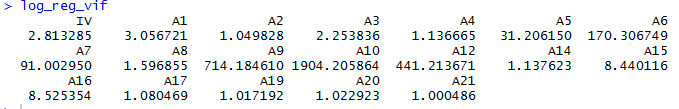 > log_reg_vif
IV A1 A2 A3 A4 A5 A6
2.813285 3.056721 1.049828 2.253836 1.136665 31.206150 170.306749
A7 A8 A9 A10 A12 A14 A15
91.002950 1.596855 714.184610 1904.205864 441.213671 1.137623 8.440116
A16 A17 A19 A20 A21
8.525354 1.080469 1.017192 1.022923 1.000486